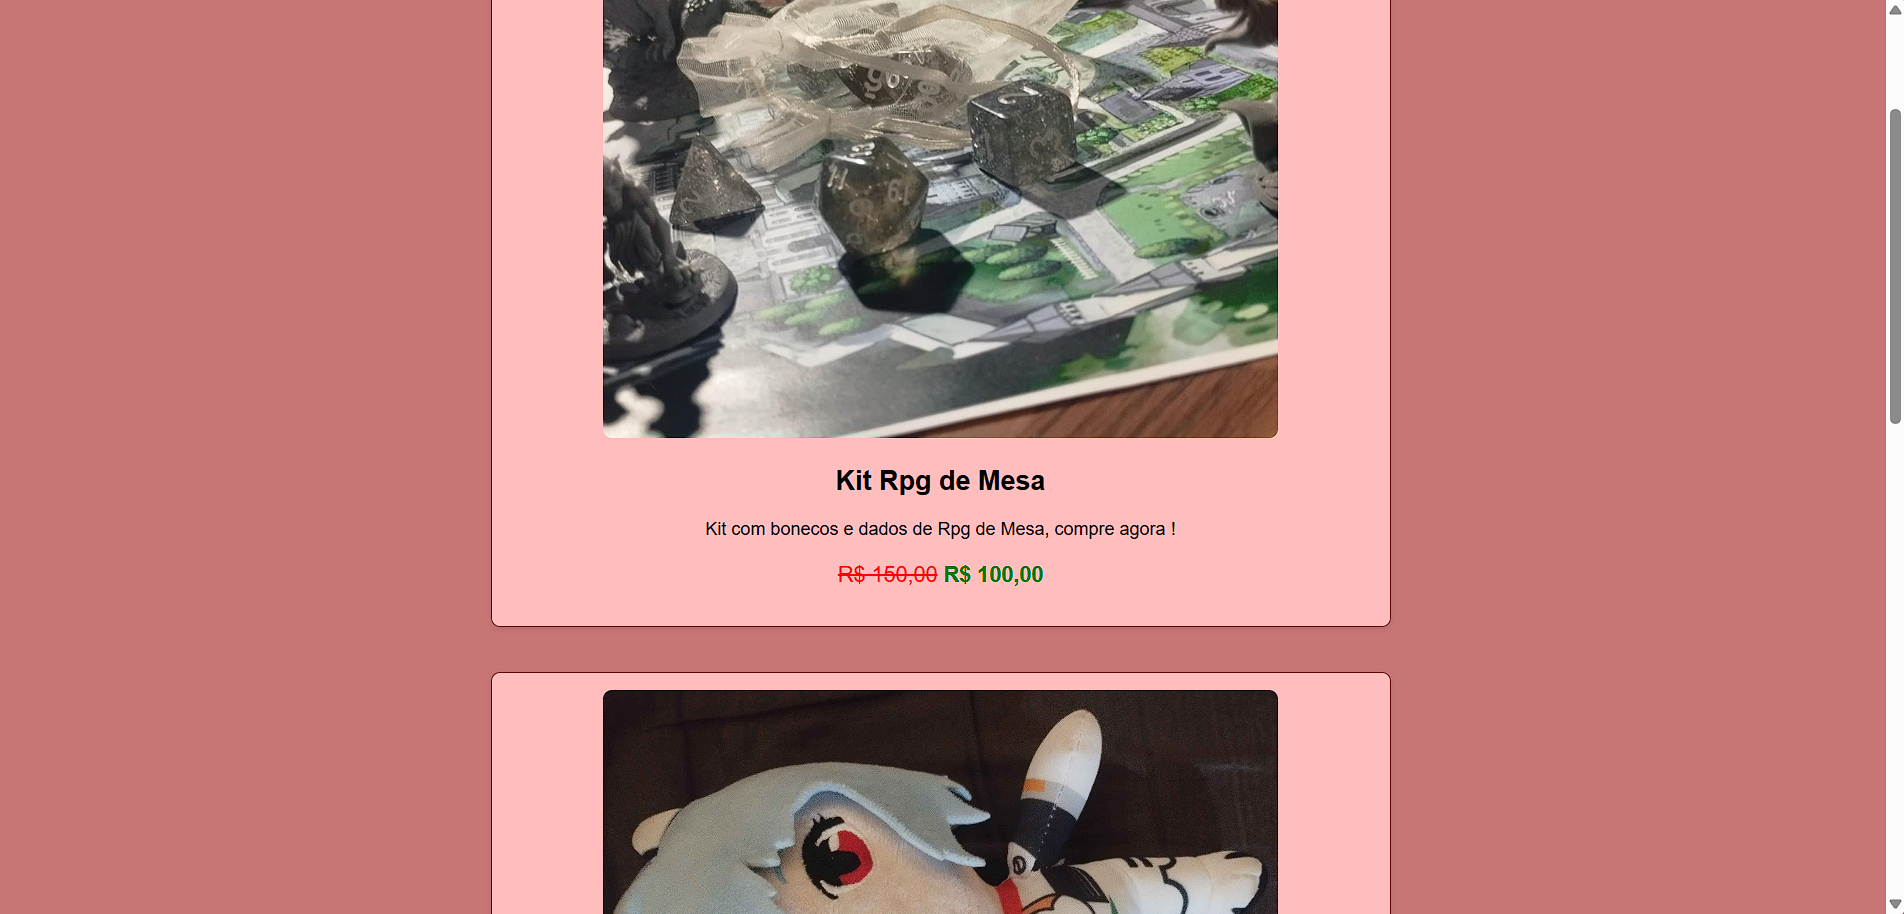 Kit Rpg de Mesa
Kit com bonecos e dados de Rpg de Mesa, compre agora !
R$ 150,00 R$ 100,00